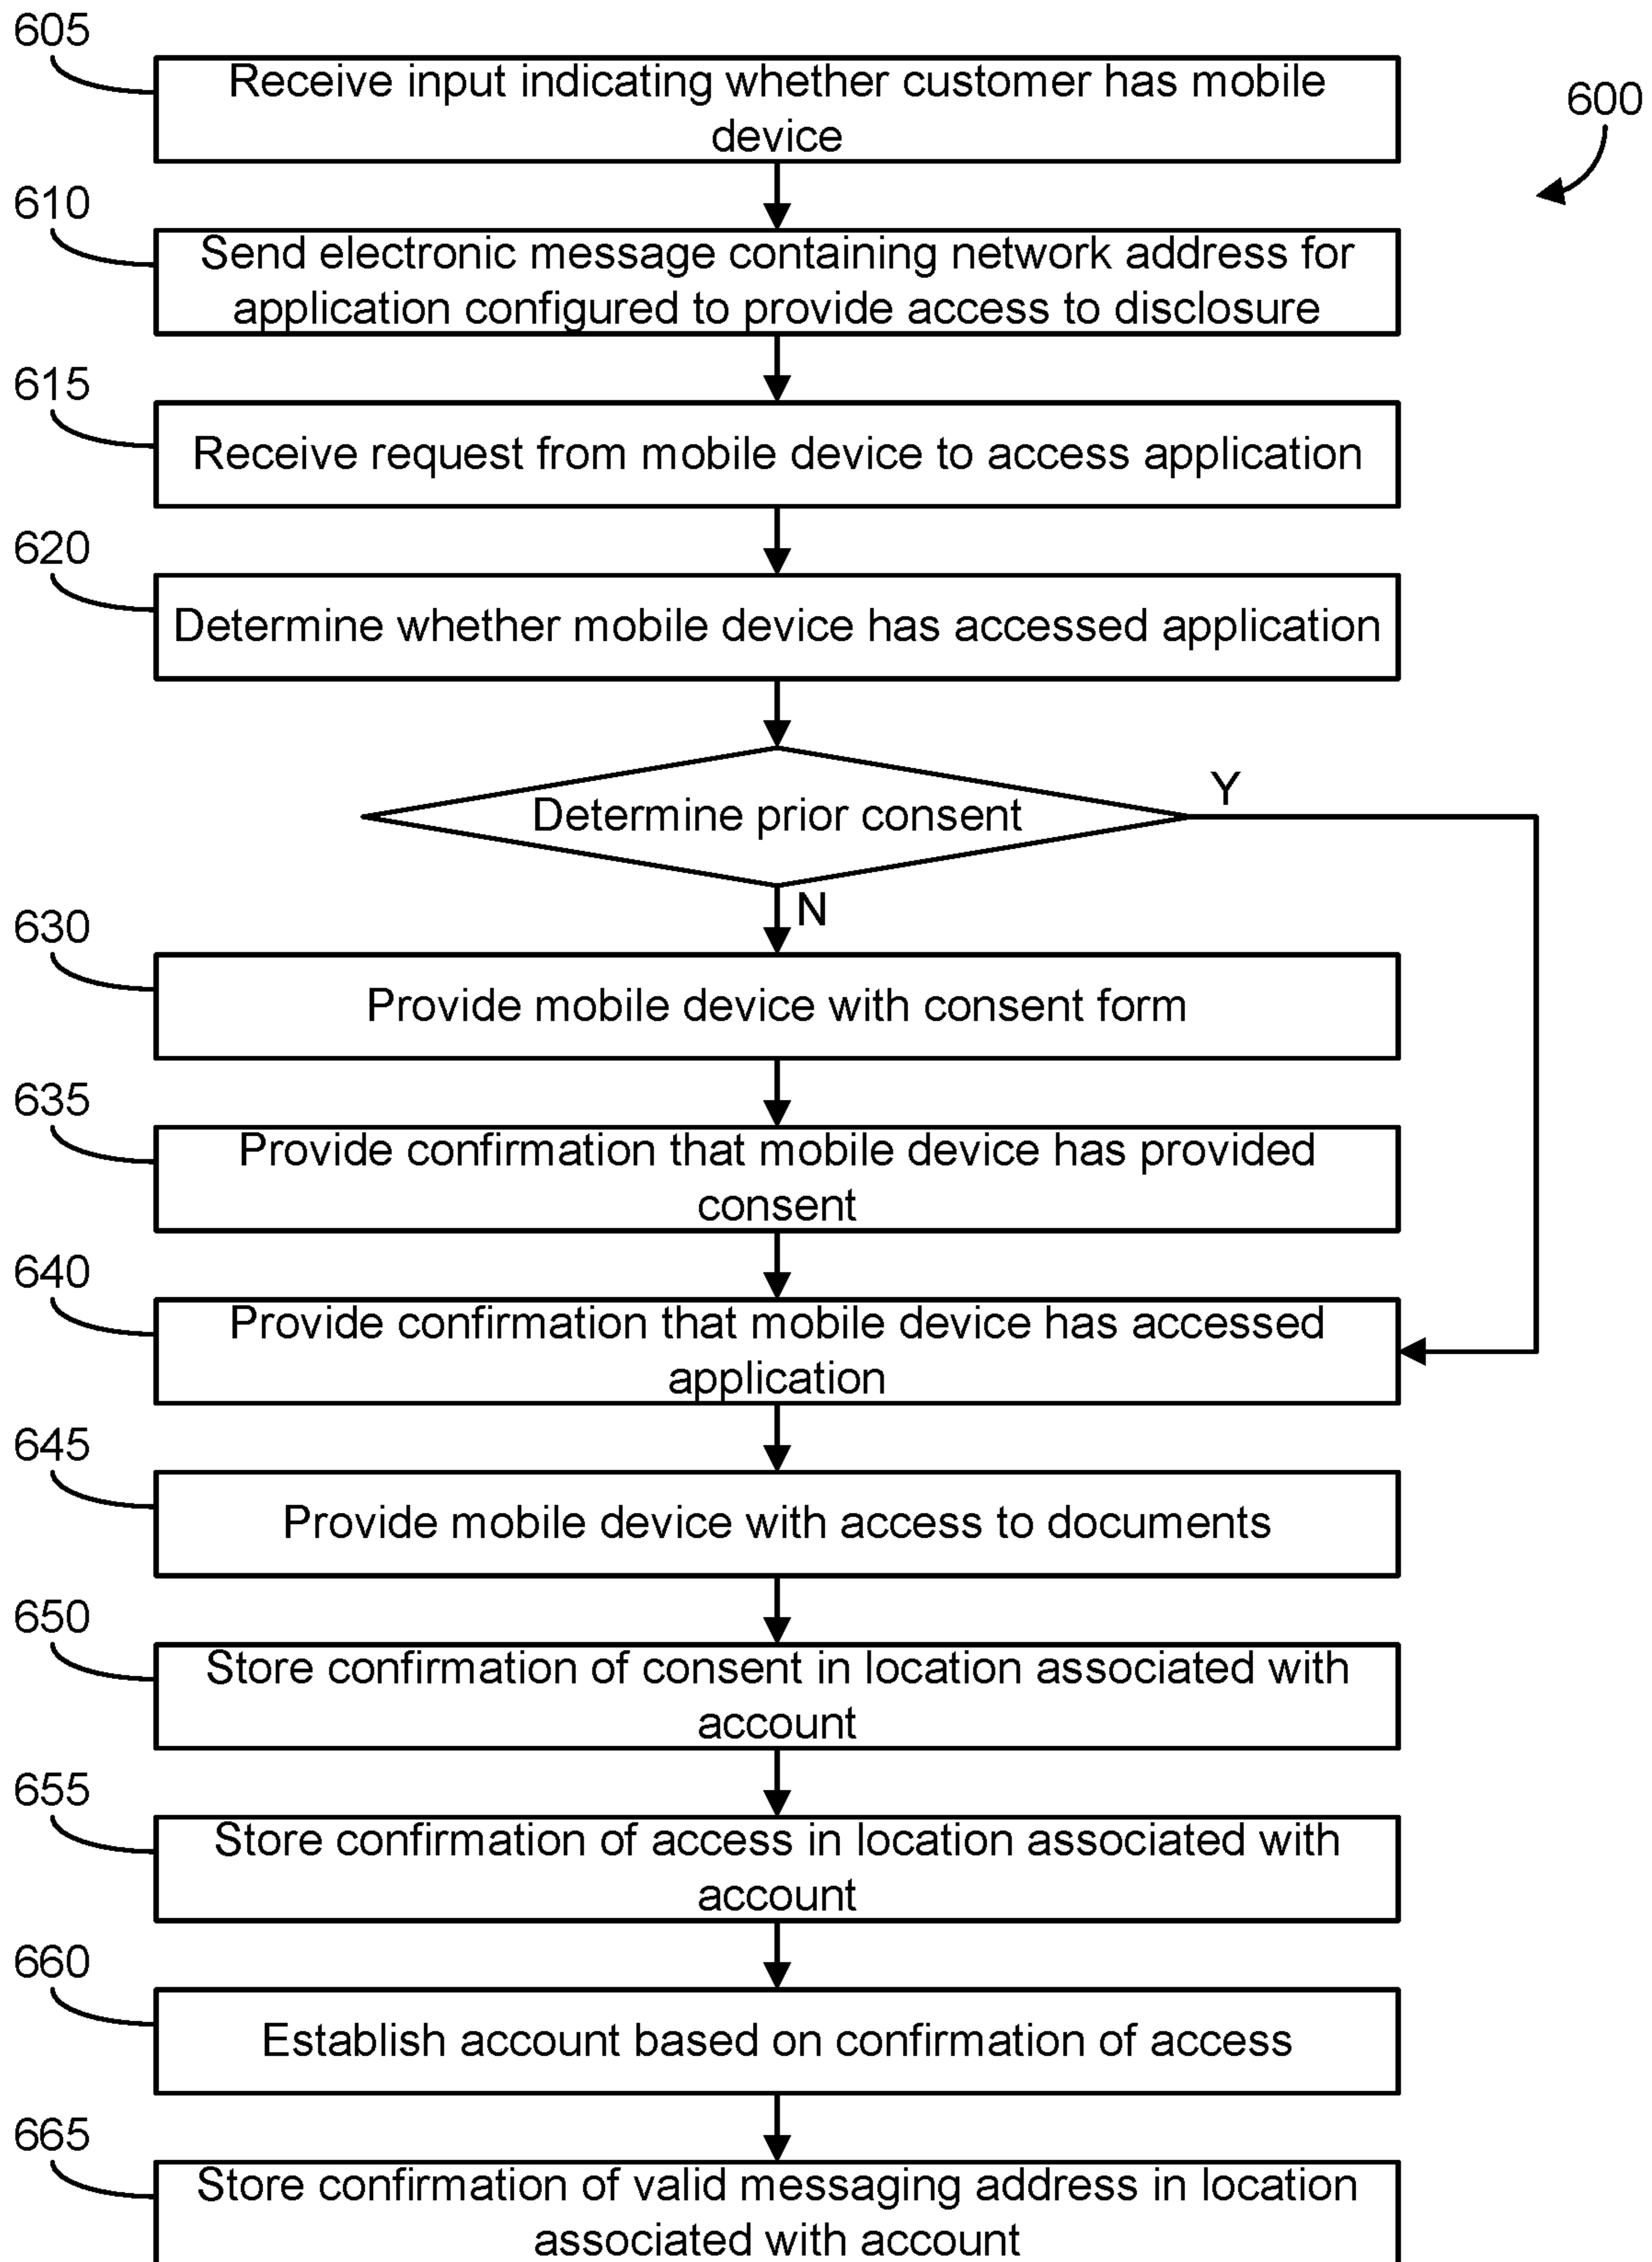 605
Receive input indicating whether customer has mobile
device
600
610
Send electronic message containing network address for
application configured to provide access to disclosure
615
Receive request from mobile device to access application
620
Determine whether mobile device has accessed application
Determine prior consent
Y
N
630
Provide mobile device with consent form
635
Provide confirmation that mobile device has provided
consent
640
Provide confirmation that mobile device has accessed
application
645
Provide mobile device with access to documents
650
Store confirmation of consent in location associated with
account
655
Store confirmation of access in location associated with
account
660
Establish account based on confirmation of access
665
Store confirmation of valid messaging address in location
associated with account